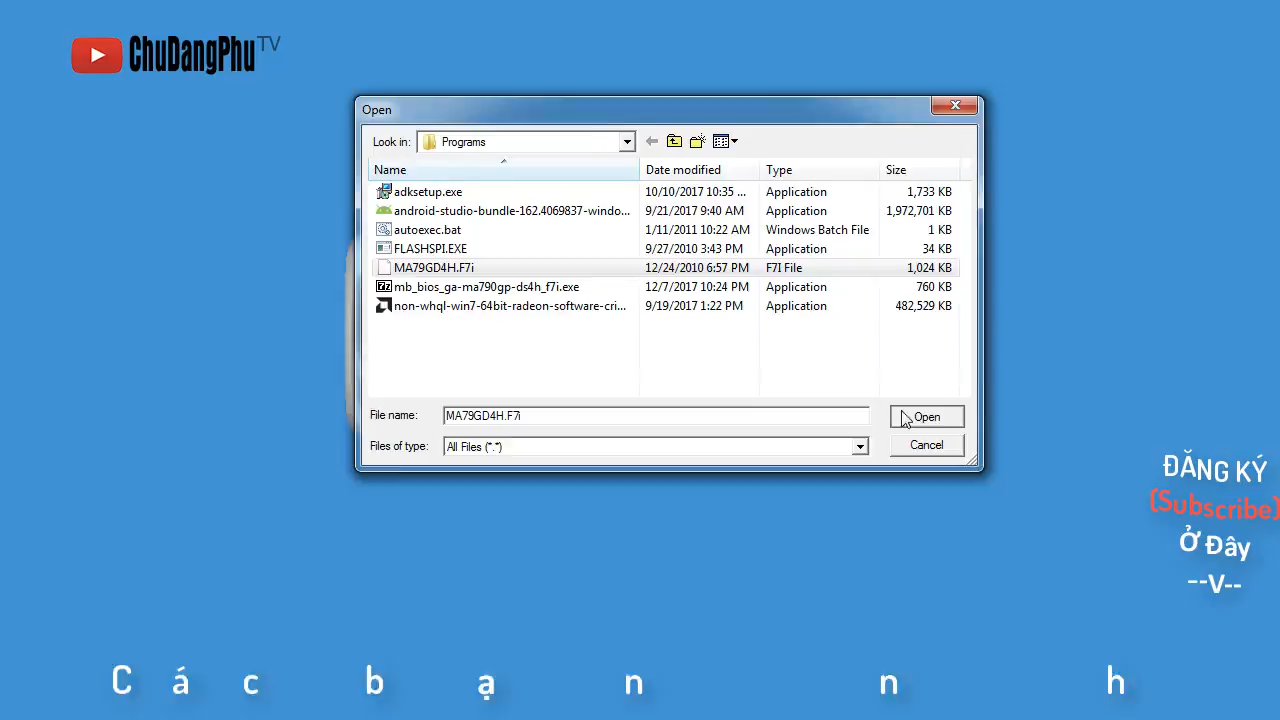 ChuDangPhu TV
Open
Look in: Programs
Name Date modified Type Size
adksetup.exe 10/10/2017 10:35 ... Application 1,733 KB
android-studio-bundle-162.4069837-windo... 9/21/2017 9:40 AM Application 1,972,701 KB
autoexec.bat 1/11/2011 10:22 AM Windows Batch File 1 KB
FLASHSPI.EXE 9/27/2010 3:43 PM Application 34 KB
MA79GD4H.F7i 12/24/2010 6:57 PM F7I File 1,024 KB
mb_bios_ga-ma790gp-ds4h_f7i.exe 12/7/2017 10:24 PM Application 760 KB
non-whql-win7-64bit-radeon-software-cri... 9/19/2017 1:22 PM Application 482,529 KB
File name: MA79GD4H.F7i Open
Files of type: All Files (*.*) Cancel
ĐĂNG KÝ
(Subscribe)
Ở Đây
--V--
Các bạn n h